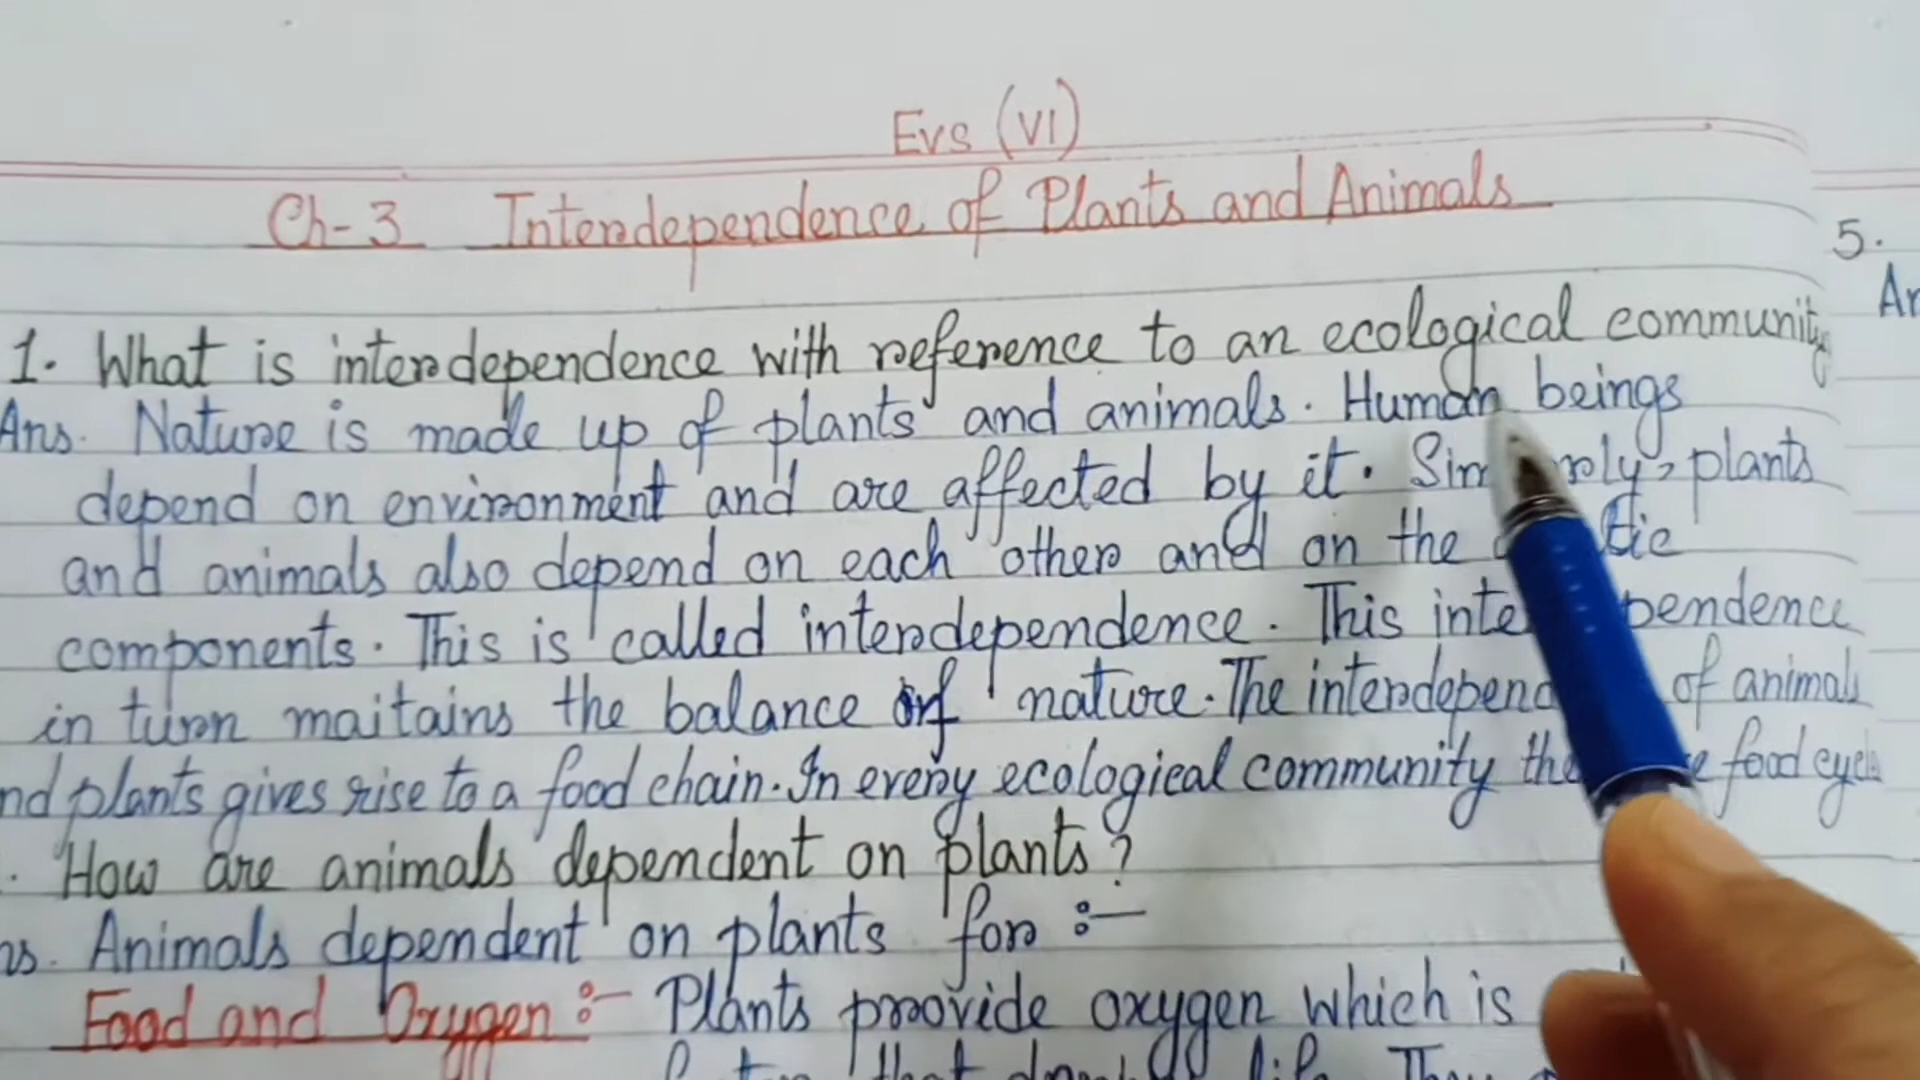 Evs (VI)
Ch-3 Interdependence of Plants and Animals
1. What is interdependence with reference to an ecological community
Ans. Nature is made up of plants and animals. Human beings
depend on environment and are affected by it. plants
and animals also depend on each other and on the
components. This is called interdependence. This
in turn maitains the balance of nature. The of animals
nd plants gives rise to a food chain. In every ecological community food
. How are animals dependent on plants?
ns. Animals dependent on plants for :-
Food and Oxygen :- Plants provide oxygen which is
5.